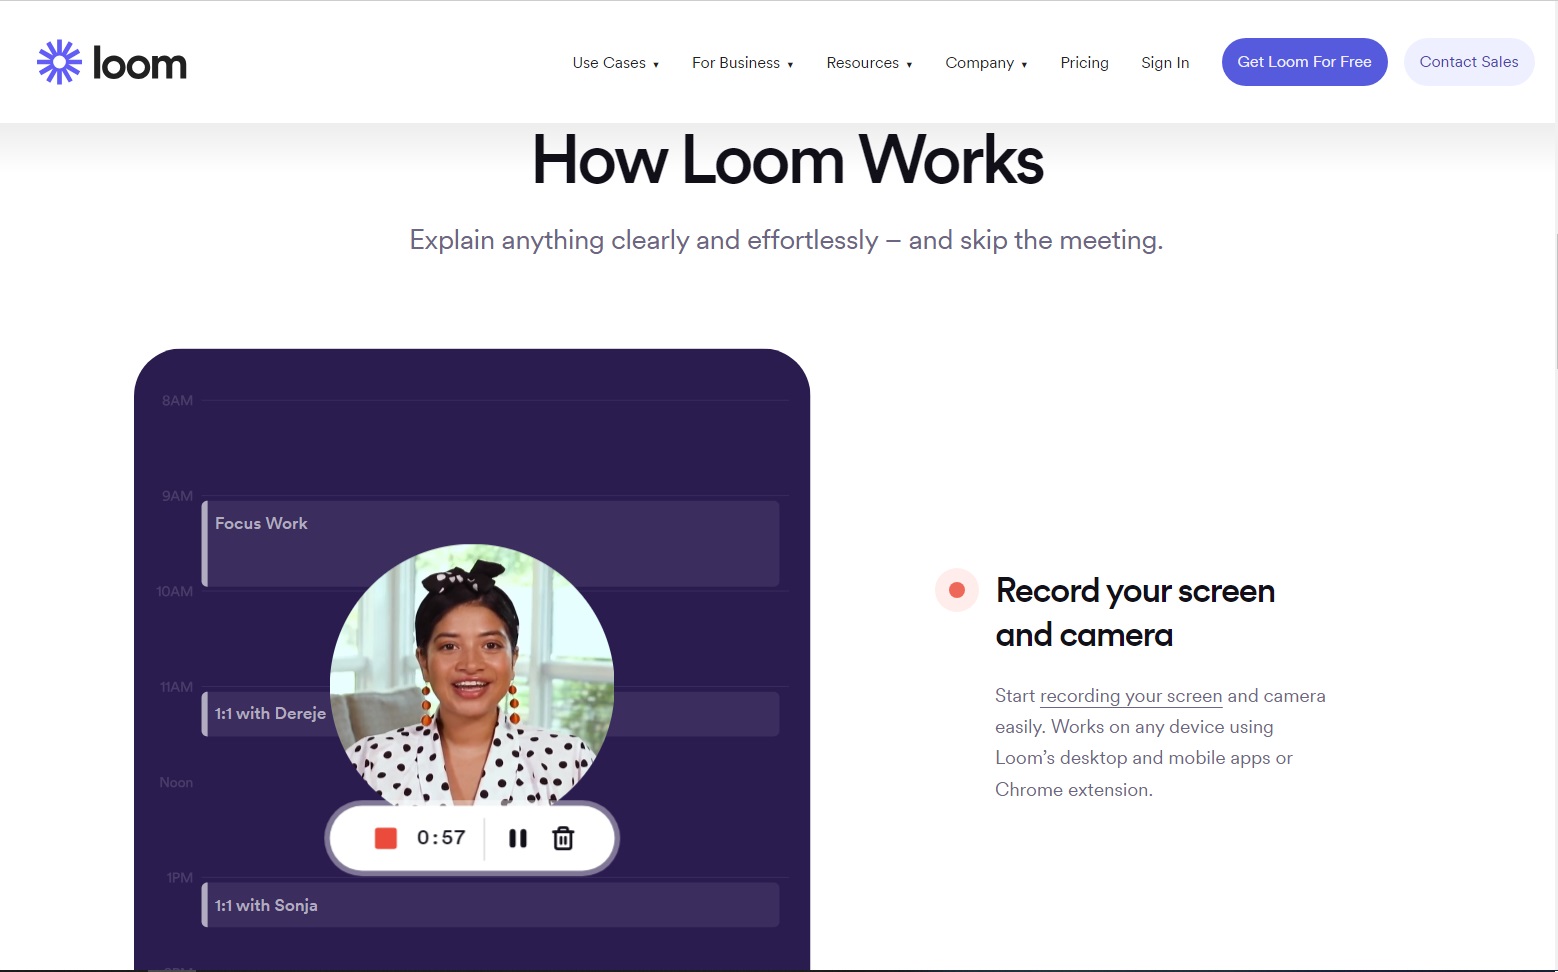 loom
Use Cases ▾ For Business ▾ Resources ▾ Company ▾ Pricing Sign In Get Loom For Free Contact Sales
How Loom Works
Explain anything clearly and effortlessly – and skip the meeting.
8AM
9AM
Focus Work
10AM
11AM
1:1 with Dereje
Noon
0:57
1PM
1:1 with Sonja
Record your screen
and camera
Start recording your screen and camera
easily. Works on any device using
Loom’s desktop and mobile apps or
Chrome extension.